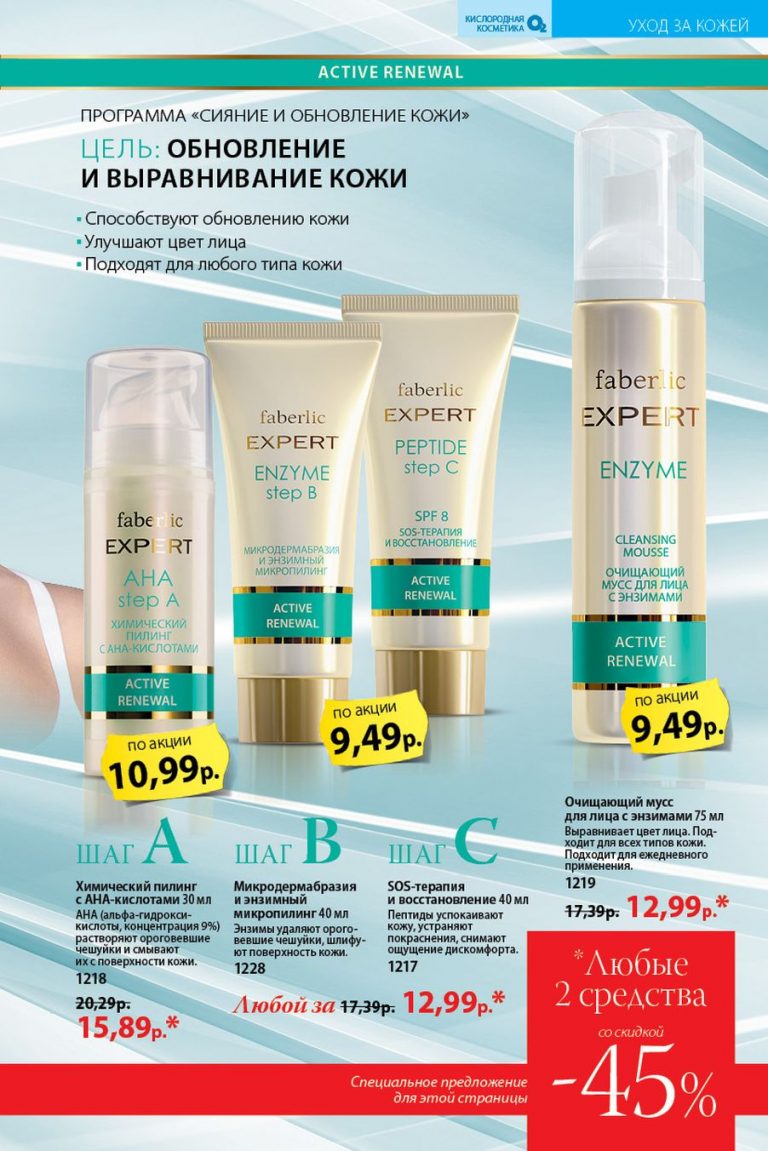 КИСЛОРОДНАЯ
КОСМЕТИКА O2
УХОД ЗА КОЖЕЙ
ACTIVE RENEWAL
ПРОГРАММА «СИЯНИЕ И ОБНОВЛЕНИЕ КОЖИ»
ЦЕЛЬ: ОБНОВЛЕНИЕ
И ВЫРАВНИВАНИЕ КОЖИ
▪ Способствуют обновлению кожи
▪ Улучшают цвет лица
▪ Подходят для любого типа кожи
faberlic
EXPERT
AHA
step A
ХИМИЧЕСКИЙ
ПИЛИНГ
С АНА-КИСЛОТАМИ
ACTIVE
RENEWAL
по акции
10,99р.
faberlic
EXPERT
ENZYME
step B
МИКРОДЕРМАБРАЗИЯ
И ЭНЗИМНЫЙ
МИКРОПИЛИНГ
ACTIVE
RENEWAL
faberlic
EXPERT
PEPTIDE
step C
SPF 8
SOS-ТЕРАПИЯ
И ВОССТАНОВЛЕНИЕ
ACTIVE
RENEWAL
по акции
9,49р.
faberlic
EXPERT
ENZYME
CLEANSING
MOUSSE
ОЧИЩАЮЩИЙ
МУСС ДЛЯ ЛИЦА
С ЭНЗИМАМИ
ACTIVE
RENEWAL
по акции
9,49р.
ШАГ A
Химический пилинг
с АНА-кислотами 30 мл
АНА (альфа-гидрокси-
кислоты, концентрация 9%)
растворяют ороговевшие
чешуйки и смывают
их с поверхности кожи.
1218
20,29р.
15,89р.*
ШАГ B
Микродермабразия
и энзимный
микропилинг 40 мл
Энзимы удаляют орого-
вевшие чешуйки, шлифу-
ют поверхность кожи.
1228
ШАГ C
SOS-терапия
и восстановление 40 мл
Пептиды успокаивают
кожу, устраняют
покраснения, снимают
ощущение дискомфорта.
1217
Любой за 17,39р. 12,99р.*
Очищающий мусс
для лица с энзимами 75 мл
Выравнивает цвет лица. Под-
ходит для всех типов кожи.
Подходит для ежедневного
применения.
1219
17,39р. 12,99р.*
*Любые
2 средства
со скидкой
-45%
Специальное предложение
для этой страницы